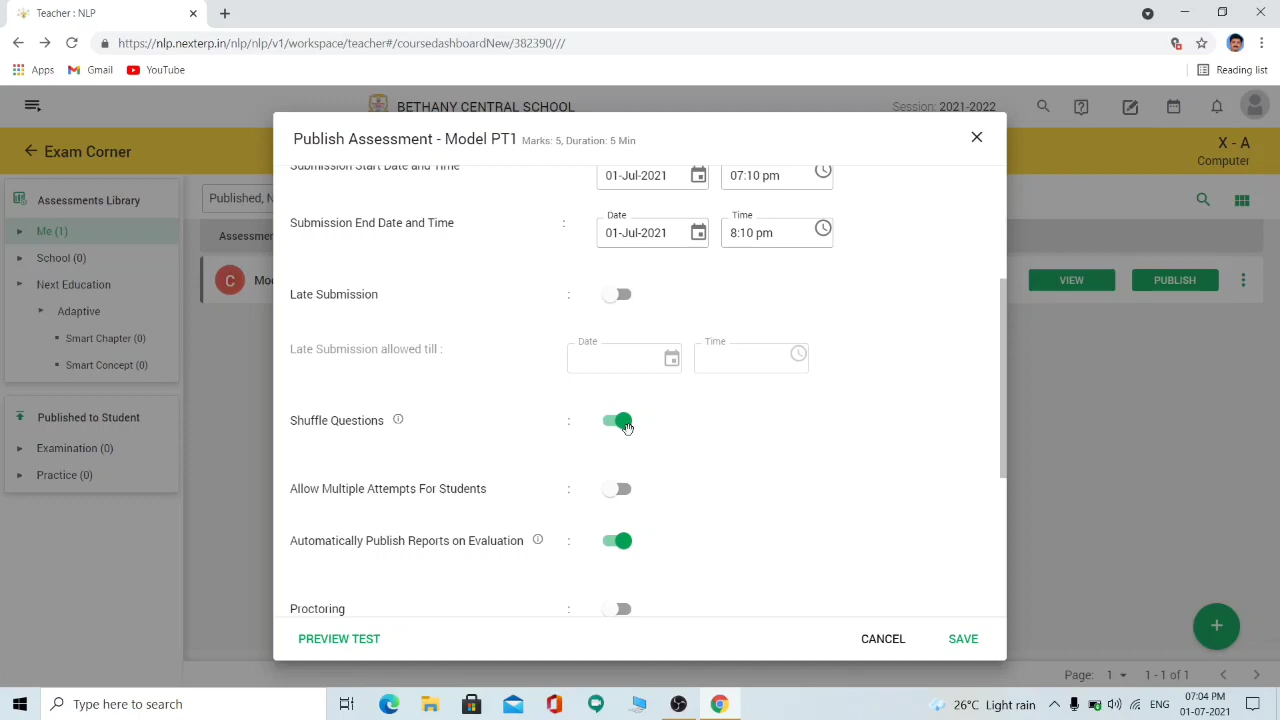 Teacher : NLP
https://nlp.nexterp.in/nlp/nlp/v1/workspace/teacher#/coursedashboardNew/382390///
Apps Gmail YouTube Reading list
BETHANY CENTRAL SCHOOL Session: 2021-2022
Exam Corner X - A
Computer
Publish Assessment - Model PT1 Marks: 5, Duration: 5 Min
Assessments Library
Published, N
Me (1)
Assessmen
School (0)
Next Education
C Mo
VIEW PUBLISH
Adaptive
Smart Chapter (0)
Smart Concept (0)
Published to Student
Examination (0)
Practice (0)
Submission Start Date and Time
01-Jul-2021 07:10 pm
Submission End Date and Time : Date Time
01-Jul-2021 8:10 pm
Late Submission :
Late Submission allowed till : Date Time
Shuffle Questions :
Allow Multiple Attempts For Students :
Automatically Publish Reports on Evaluation :
Proctoring :
PREVIEW TEST CANCEL SAVE
Page: 1 1 - 1 of 1
Type here to search
26°C Light rain ENG 07:04 PM
01-07-2021